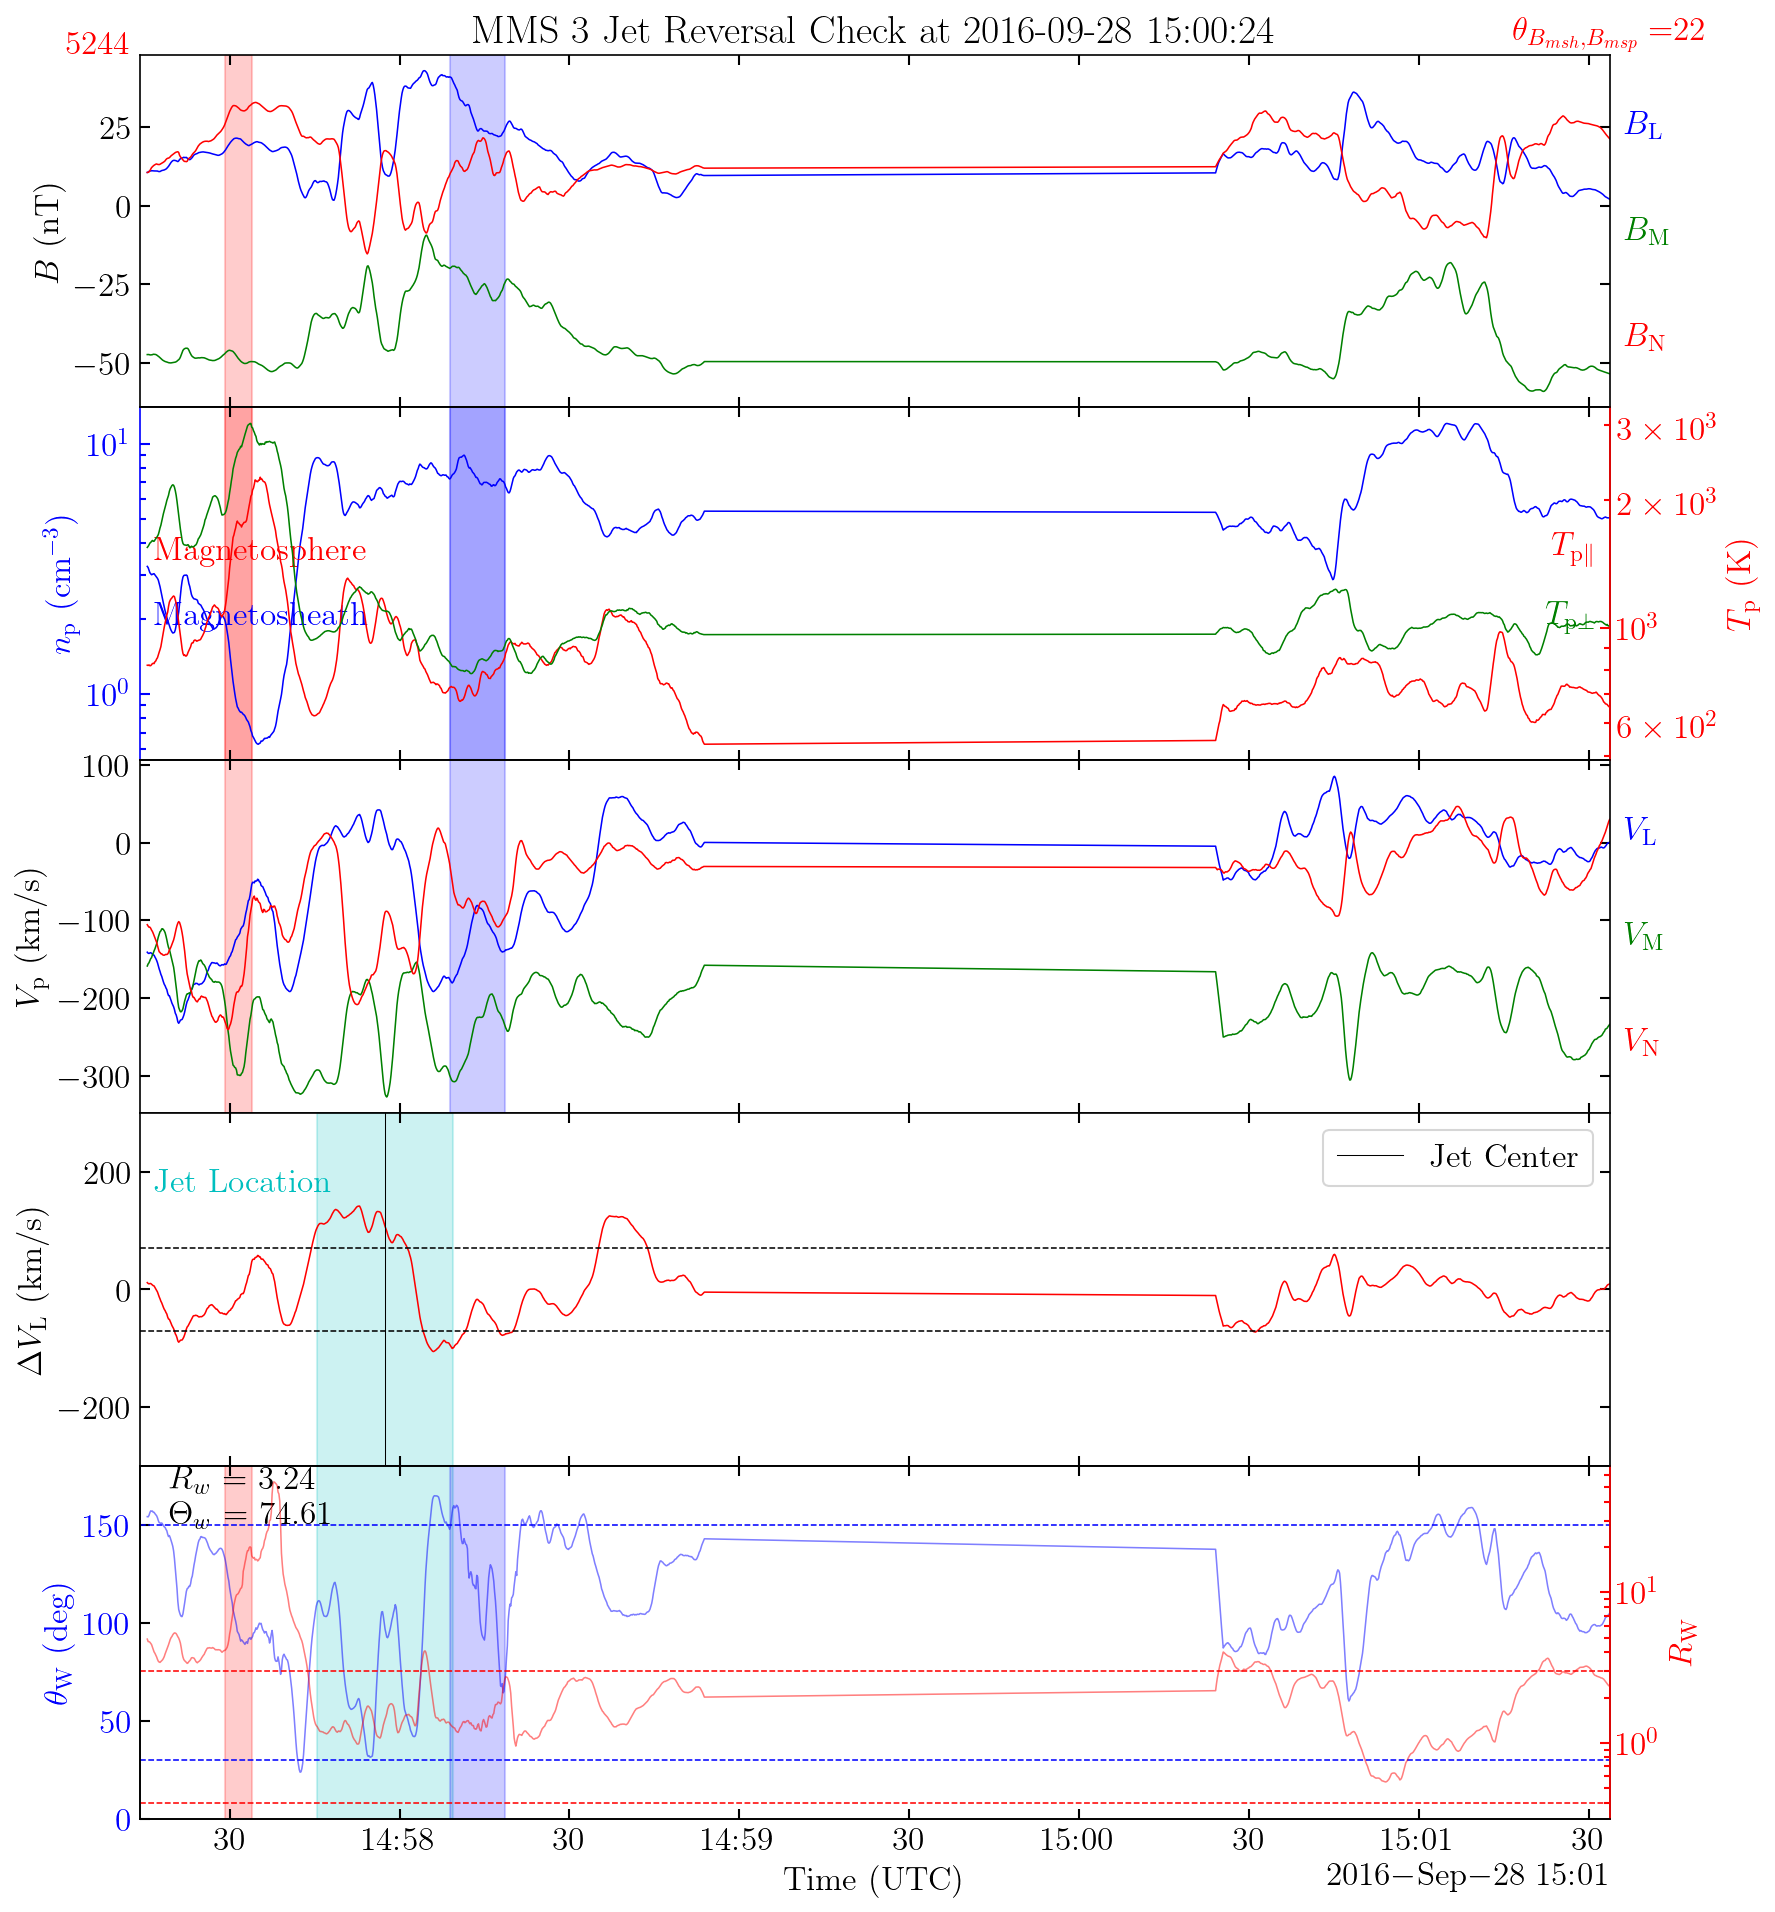 MMS 3 Jet Reversal Check at 2016-09-28 15:00:24
5244
θ_{B_{msh},B_{msp}} =22
25
0
−25
−50
B (nT)
B_L
B_M
B_N
10^1
10^0
n_p (cm^{−3})
Magnetosphere
Magnetosheath
3 × 10^3
2 × 10^3
10^3
6 × 10^2
T_{p∥}
T_{p⊥}
T_p (K)
100
0
−100
−200
−300
V_p (km/s)
V_L
V_M
V_N
200
0
−200
ΔV_L (km/s)
Jet Location
Jet Center
R_w = 3.24
Θ_w = 74.61
150
100
50
0
θ_W (deg)
10^1
10^0
R_W
30 14:58 30 14:59 30 15:00 30 15:01 30
Time (UTC)
2016−Sep−28 15:01